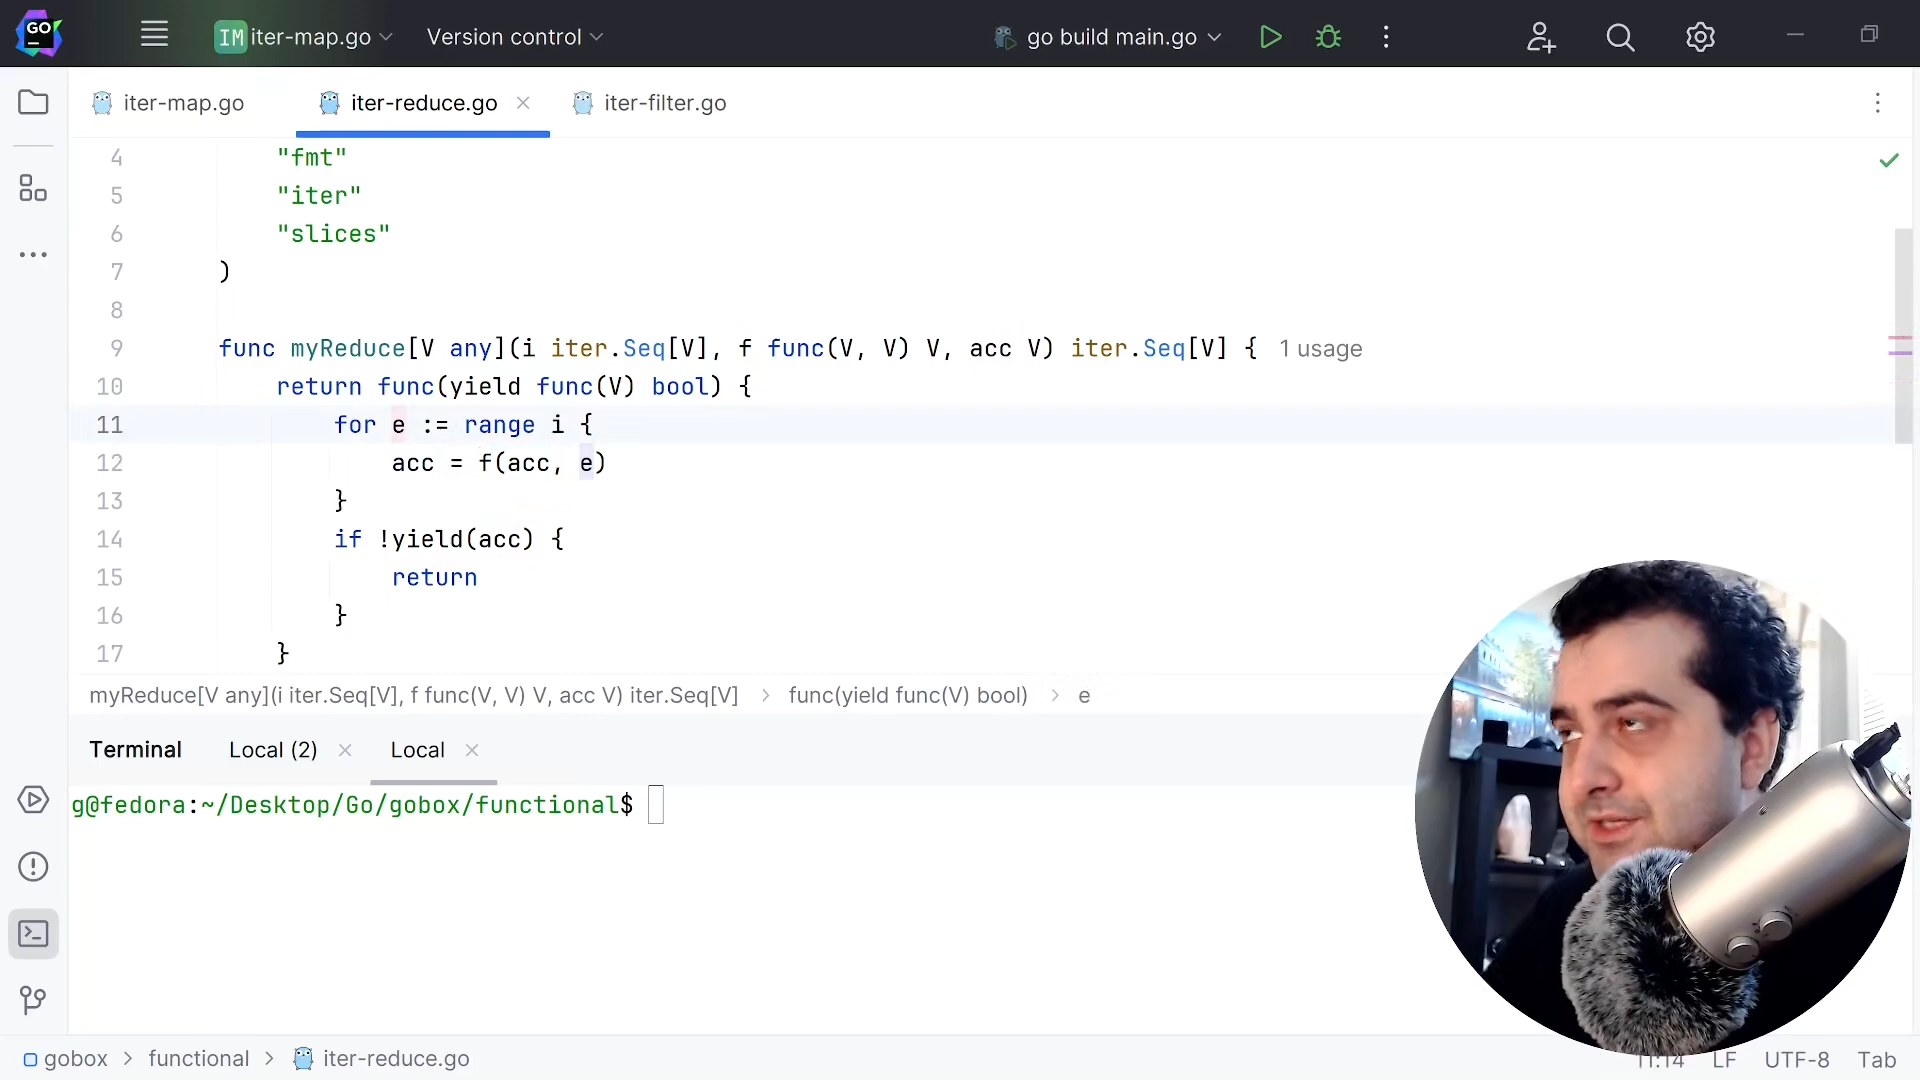 GO
IM iter-map.go
Version control
go build main.go
iter-map.go
iter-reduce.go
iter-filter.go
4 "fmt"
5 "iter"
6 "slices"
7 )
8
9 func myReduce[V any](i iter.Seq[V], f func(V, V) V, acc V) iter.Seq[V] { 1 usage
10 return func(yield func(V) bool) {
11 for e := range i {
12 acc = f(acc, e)
13 }
14 if !yield(acc) {
15 return
16 }
17 }
myReduce[V any](i iter.Seq[V], f func(V, V) V, acc V) iter.Seq[V] > func(yield func(V) bool) > e
Terminal Local (2) Local
g@fedora:~/Desktop/Go/gobox/functional$
gobox > functional > iter-reduce.go
11:14 LF UTF-8 Tab